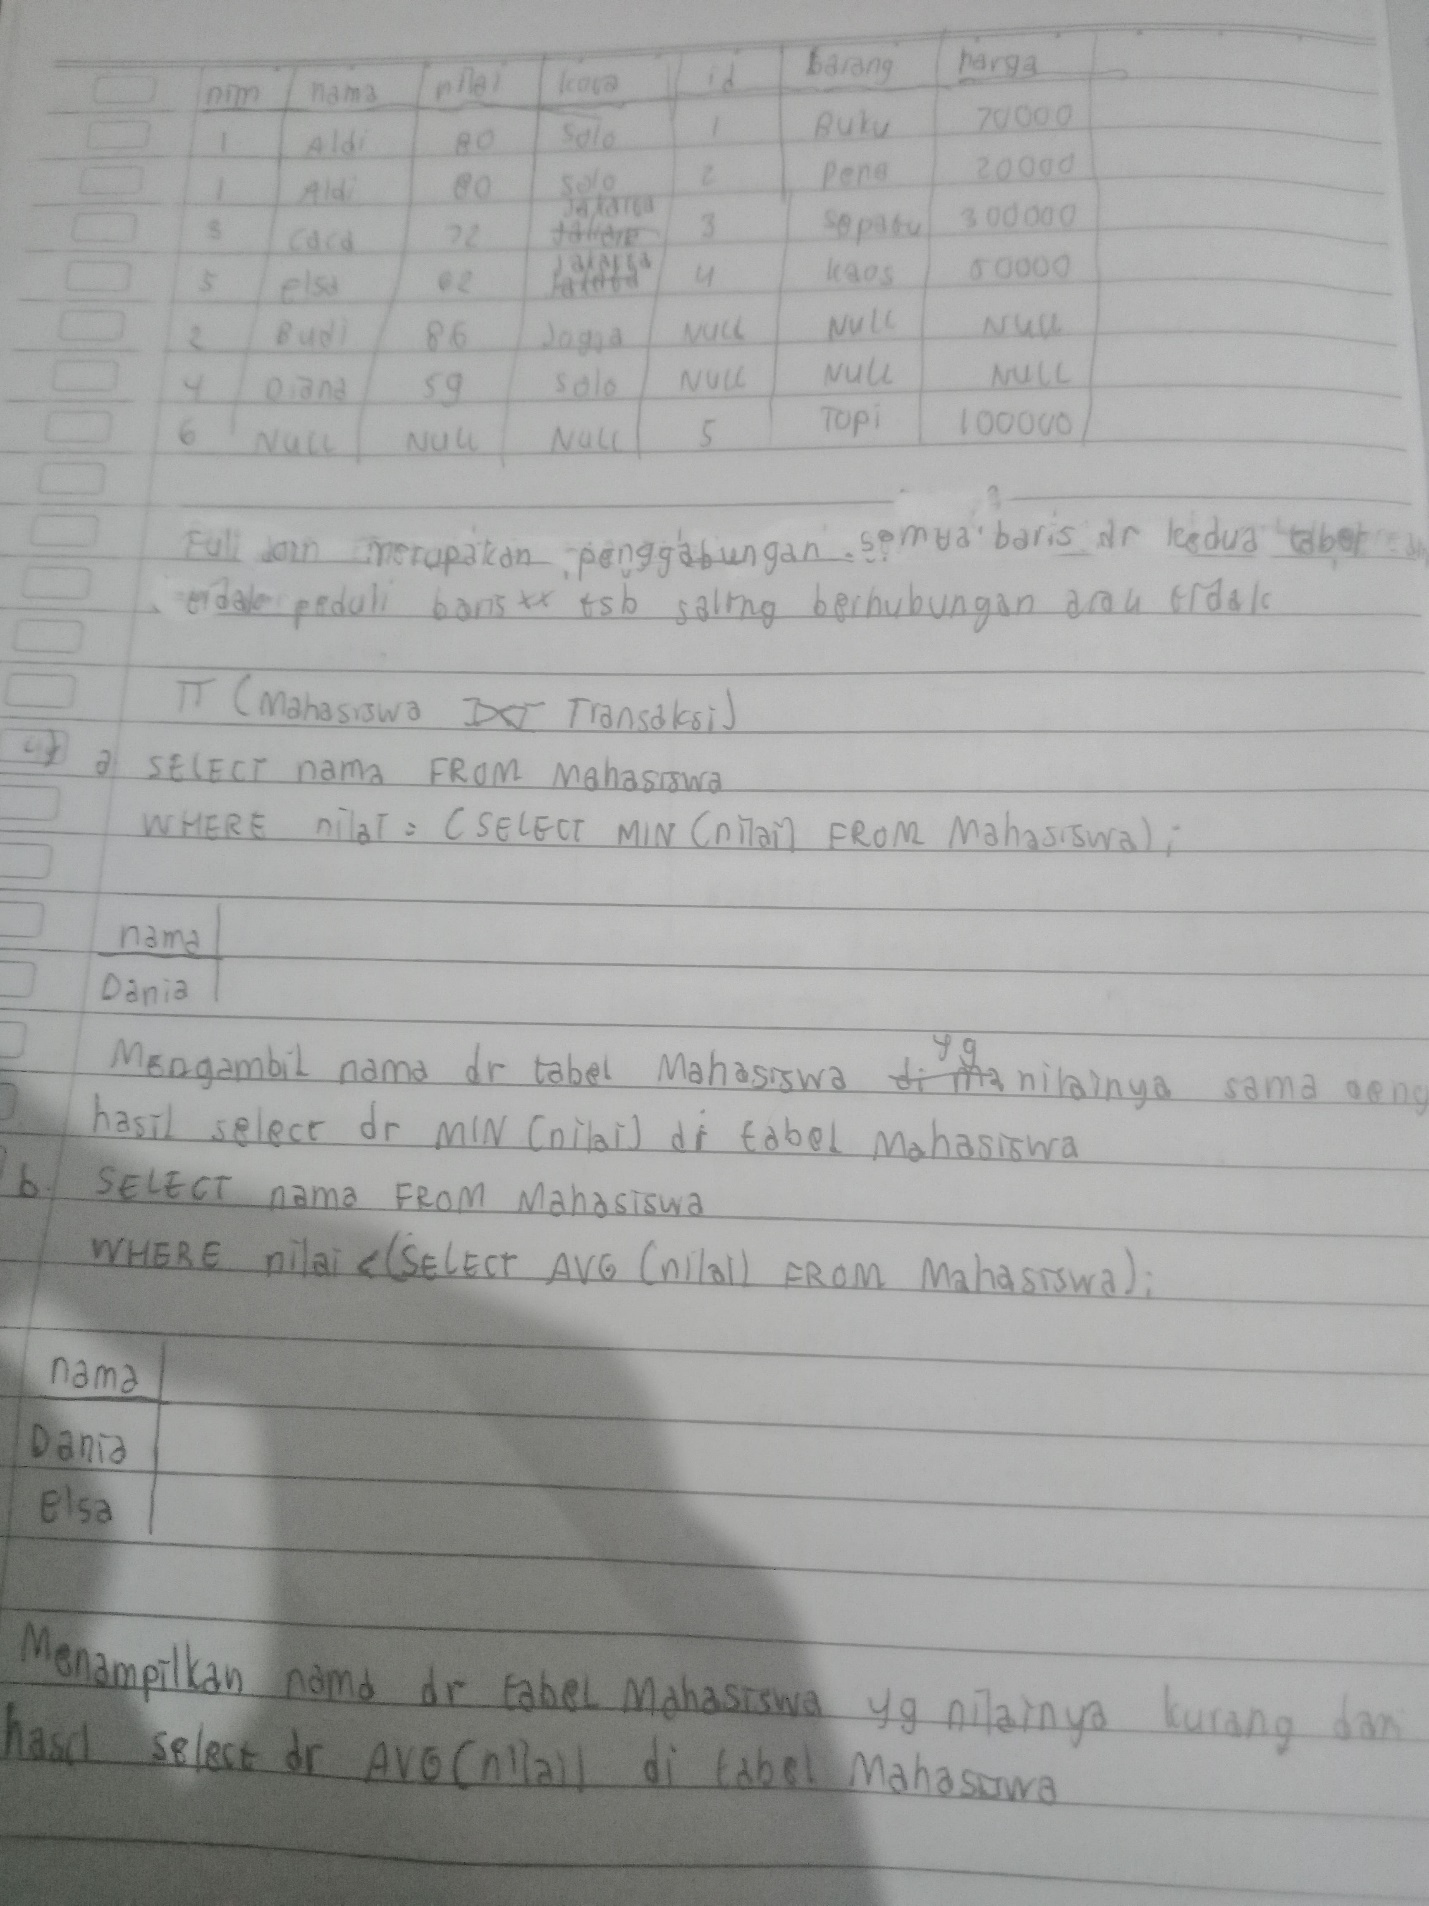 nim nama nilai kota id barang harga
1 Aldi 80 Solo 1 Buku 70000
1 Aldi 80 Solo 2 Pena 20000
Jakarta
3 Caca 72 3 Sepatu 300000
Jakarta
5 elsa 62 4 kaos 50000
2 Budi 86 Jogja NULL NULL NULL
4 Diana 59 Solo NULL NULL NULL
6 NULL NULL NULL 5 Topi 100000
Full Join merupakan penggabungan semua baris dr kedua tabel
tidak peduli baris xx tsb saling berhubungan atau tidak
π (Mahasiswa ⟗ Transaksi)
a SELECT nama FROM Mahasiswa
WHERE nilai = (SELECT MIN (nilai) FROM Mahasiswa);
nama
Dania
yg
Mengambil nama dr tabel Mahasiswa di ma nilainya sama deng
hasil select dr MIN (nilai) di tabel Mahasiswa
b. SELECT nama FROM Mahasiswa
WHERE nilai < (SELECT AVG (nilai) FROM Mahasiswa);
nama
Dania
elsa
Menampilkan nama dr tabel Mahasiswa yg nilainya kurang dari
hasil select dr AVG (nilai) di tabel Mahasiswa